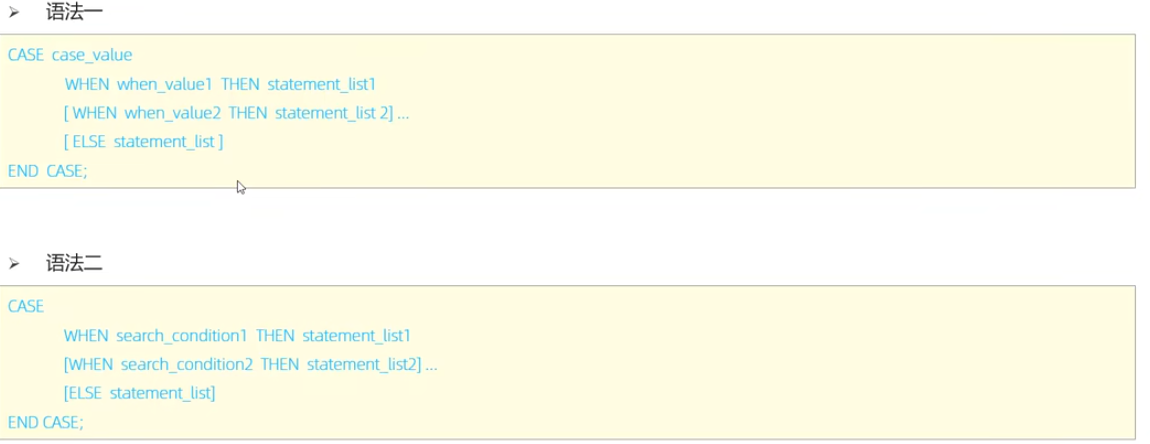 ➢ 语法一
CASE case_value
WHEN when_value1 THEN statement_list1
[ WHEN when_value2 THEN statement_list 2] ...
[ ELSE statement_list ]
END CASE;
➢ 语法二
CASE
WHEN search_condition1 THEN statement_list1
[WHEN search_condition2 THEN statement_list2] ...
[ELSE statement_list]
END CASE;